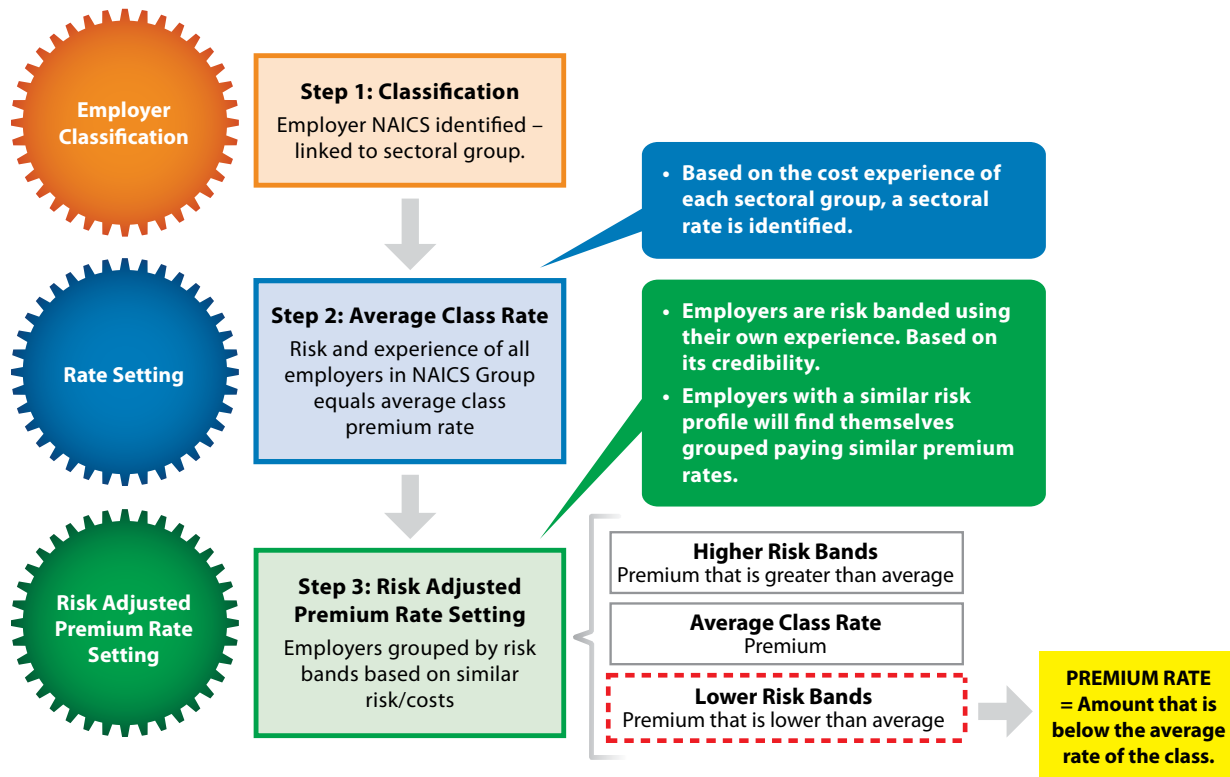 Employer
Classification
Step 1: Classification
Employer NAICS identified –
linked to sectoral group.
• Based on the cost experience of
each sectoral group, a sectoral
rate is identified.
Rate Setting
Step 2: Average Class Rate
Risk and experience of all
employers in NAICS Group
equals average class
premium rate
• Employers are risk banded using
their own experience. Based on
its credibility.
• Employers with a similar risk
profile will find themselves
grouped paying similar premium
rates.
Risk Adjusted
Premium Rate
Setting
Step 3: Risk Adjusted
Premium Rate Setting
Employers grouped by risk
bands based on similar
risk/costs
Higher Risk Bands
Premium that is greater than average
Average Class Rate
Premium
Lower Risk Bands
Premium that is lower than average
PREMIUM RATE
= Amount that is
below the average
rate of the class.